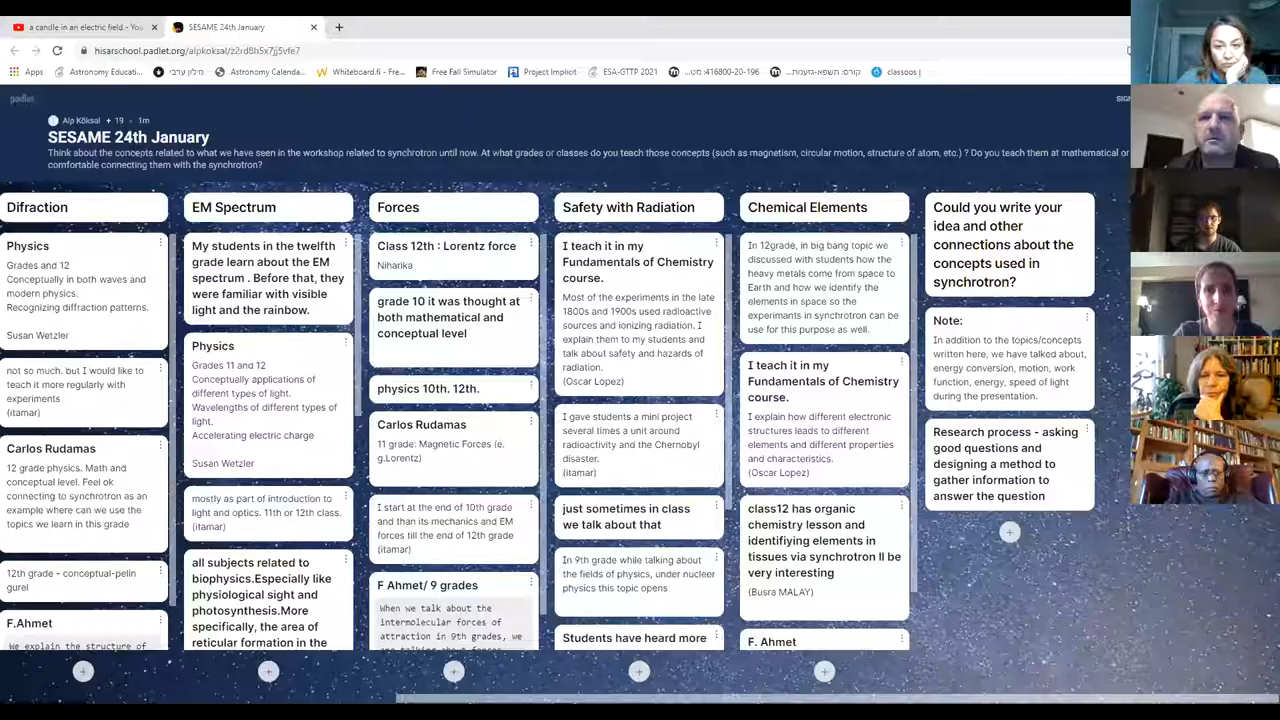 a candle in an electric field. - You
SESAME 24th January
hisarschool.padlet.org/alpkoksal/z2rd8h5x7jj5vfe7
Apps
Astronomy Educati...
מילון ערבי
Astronomy Calenda...
Whiteboard.fi - Fre...
Free Fall Simulator
Project Implicit
ESA-GTTP 2021
416800-20-196: מט...
קורס: תשפא-גזענות...
classoos |
padlet
Alp Köksal + 19 • 1m
SESAME 24th January
Think about the concepts related to what we have seen in the workshop related to synchrotron until now. At what grades or classes do you teach those concepts (such as magnetism, circular motion, structure of atom, etc.) ? Do you teach them at mathematical or
comfortable connecting them with the synchrotron?
Difraction
Physics
Grades and 12
Conceptually in both waves and
modern physics.
Recognizing diffraction patterns.
Susan Wetzler
not so much. but I would like to
teach it more regularly with
experiments
(itamar)
Carlos Rudamas
12 grade physics. Math and
conceptual level. Feel ok
connecting to synchrotron as an
example where can we use the
topics we learn in this grade
12th grade - conceptual-pelin
gurel
F.Ahmet
We explain the structure of
EM Spectrum
My students in the twelfth
grade learn about the EM
spectrum . Before that, they
were familiar with visible
light and the rainbow.
Physics
Grades 11 and 12
Conceptually applications of
different types of light.
Wavelengths of different types of
light.
Accelerating electric charge
Susan Wetzler
mostly as part of introduction to
light and optics. 11th or 12th class.
(itamar)
all subjects related to
biophysics.Especially like
physiological sight and
photosynthesis.More
specifically, the area of
reticular formation in the
Forces
Class 12th : Lorentz force
Niharika
grade 10 it was thought at
both mathematical and
conceptual level
physics 10th. 12th.
Carlos Rudamas
11 grade: Magnetic Forces (e.
g.Lorentz)
I start at the end of 10th grade
and than its mechanics and EM
forces till the end of 12th grade
(itamar)
F Ahmet/ 9 grades
When we talk about the
intermolecular forces of
attraction in 9th grades, we
are talking about forces
Safety with Radiation
I teach it in my
Fundamentals of Chemistry
course.
Most of the experiments in the late
1800s and 1900s used radioactive
sources and ionizing radiation. I
explain them to my students and
talk about safety and hazards of
radiation.
(Oscar Lopez)
I gave students a mini project
several times a unit around
radioactivity and the Chernobyl
disaster.
(itamar)
just sometimes in class
we talk about that
In 9th grade while talking about
the fields of physics, under nuclear
physics this topic opens
Students have heard more
Chemical Elements
In 12grade, in big bang topic we
discussed with students how the
heavy metals come from space to
Earth and how we identify the
elements in space so the
experiments in synchrotron can be
use for this purpose as well.
I teach it in my
Fundamentals of Chemistry
course.
I explain how different electronic
structures leads to different
elements and different properties
and characteristics.
(Oscar Lopez)
class12 has organic
chemistry lesson and
identifiying elements in
tissues via synchrotron ll be
very interesting
(Busra MALAY)
F. Ahmet
Could you write your
idea and other
connections about the
concepts used in
synchrotron?
Note:
In addition to the topics/concepts
written here, we have talked about,
energy conversion, motion, work
function, energy, speed of light
during the presentation.
Research process - asking
good questions and
designing a method to
gather information to
answer the question